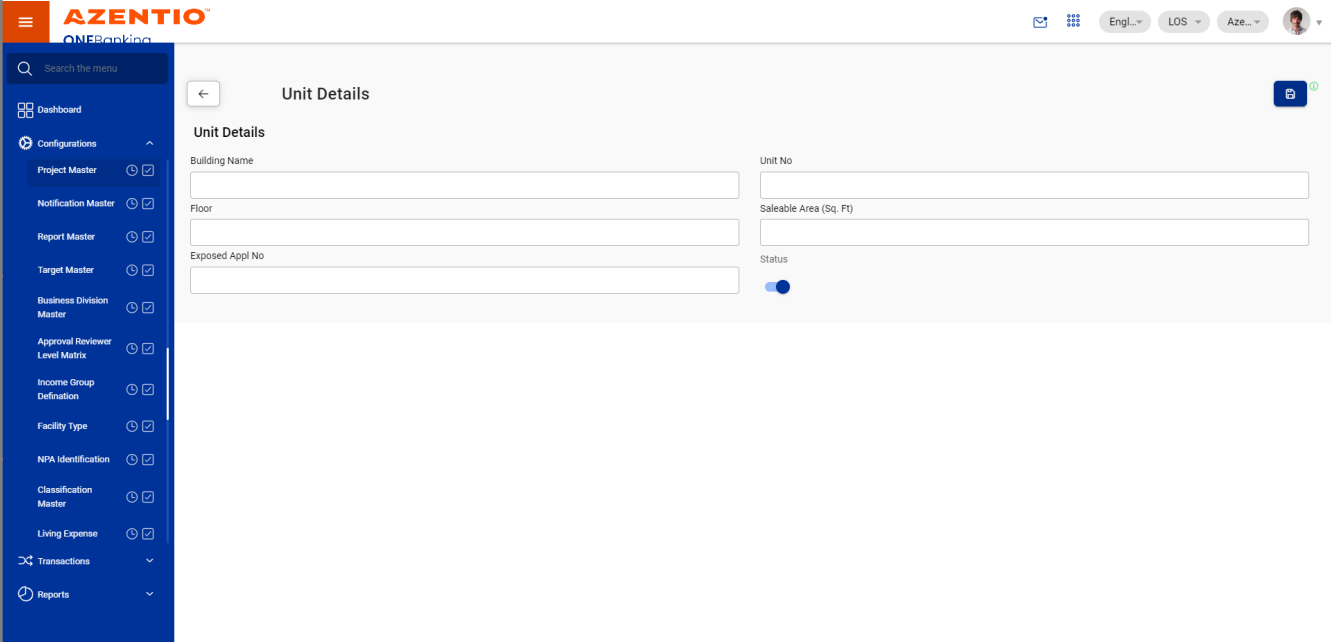 AZENTIO™
ONEBanking
Engl...
LOS
Aze...
Search the menu
Dashboard
Configurations
Project Master
Notification Master
Report Master
Target Master
Business Division
Master
Approval Reviewer
Level Matrix
Income Group
Defination
Facility Type
NPA Identification
Classification
Master
Living Expense
Transactions
Reports
Unit Details
Unit Details
Building Name
Unit No
Floor
Saleable Area (Sq. Ft)
Exposed Appl No
Status